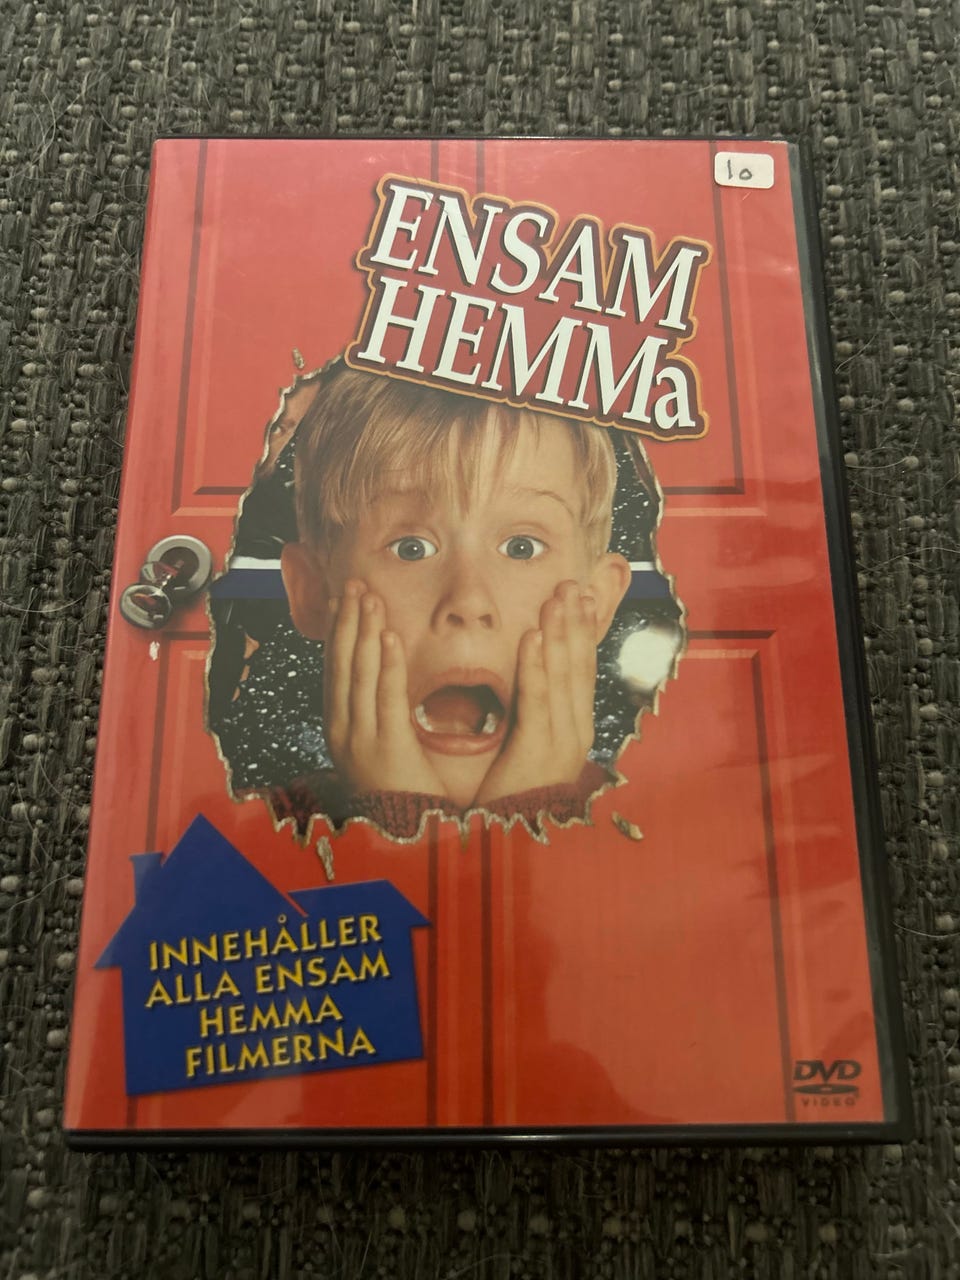 10
ENSAM
HEMMa
INNEHÅLLER
ALLA ENSAM
HEMMA
FILMERNA
DVD
VIDEO